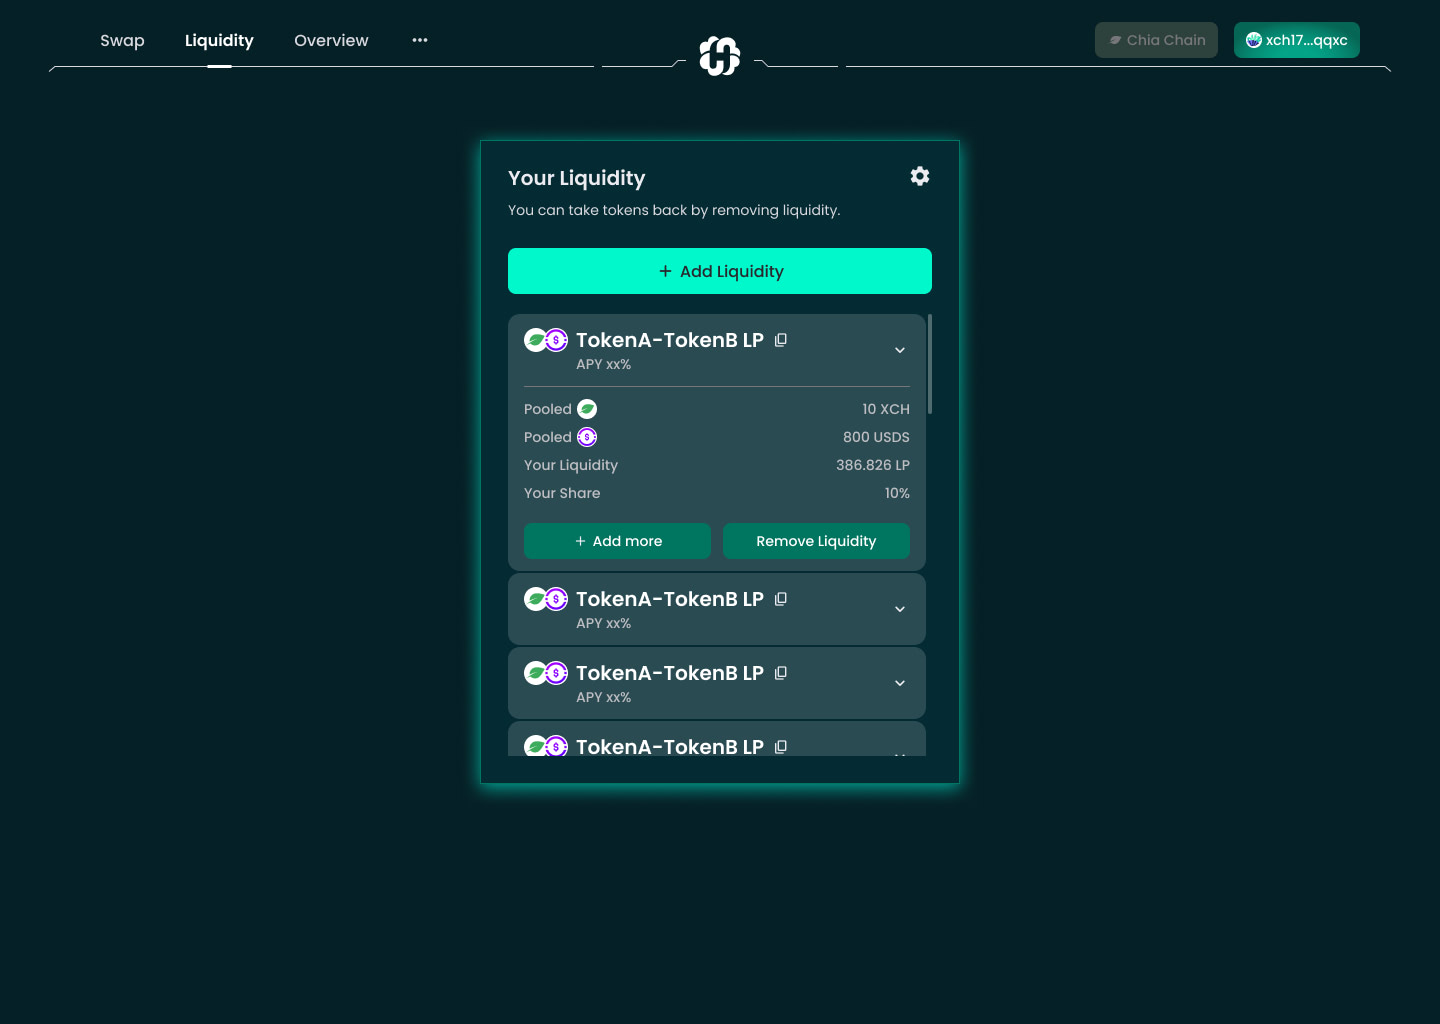 Swap Liquidity Overview ••• Chia Chain xch17...qqxc
Your Liquidity
You can take tokens back by removing liquidity.
+ Add Liquidity
TokenA-TokenB LP
APY xx%
Pooled 10 XCH
Pooled 800 USDS
Your Liquidity 386.826 LP
Your Share 10%
+ Add more Remove Liquidity
TokenA-TokenB LP
APY xx%
TokenA-TokenB LP
APY xx%
TokenA-TokenB LP